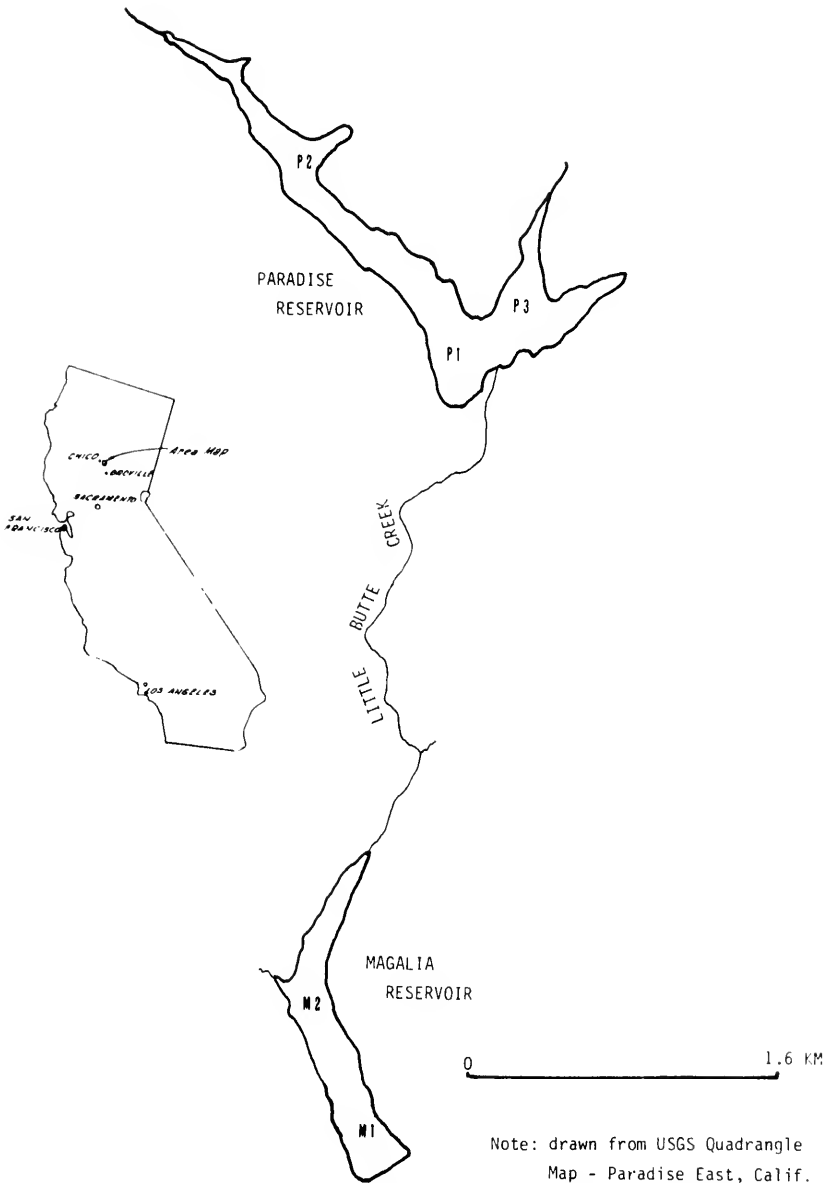 P2
PARADISE
RESERVOIR
P3
P1
CHICO
Area Map
OROVILLE
SACRAMENTO
SAN
FRANCISCO
LOS ANGELES
LITTLE BUTTE CREEK
MAGALIA
RESERVOIR
M2
M1
0 1.6 KM
Note: drawn from USGS Quadrangle
Map - Paradise East, Calif.